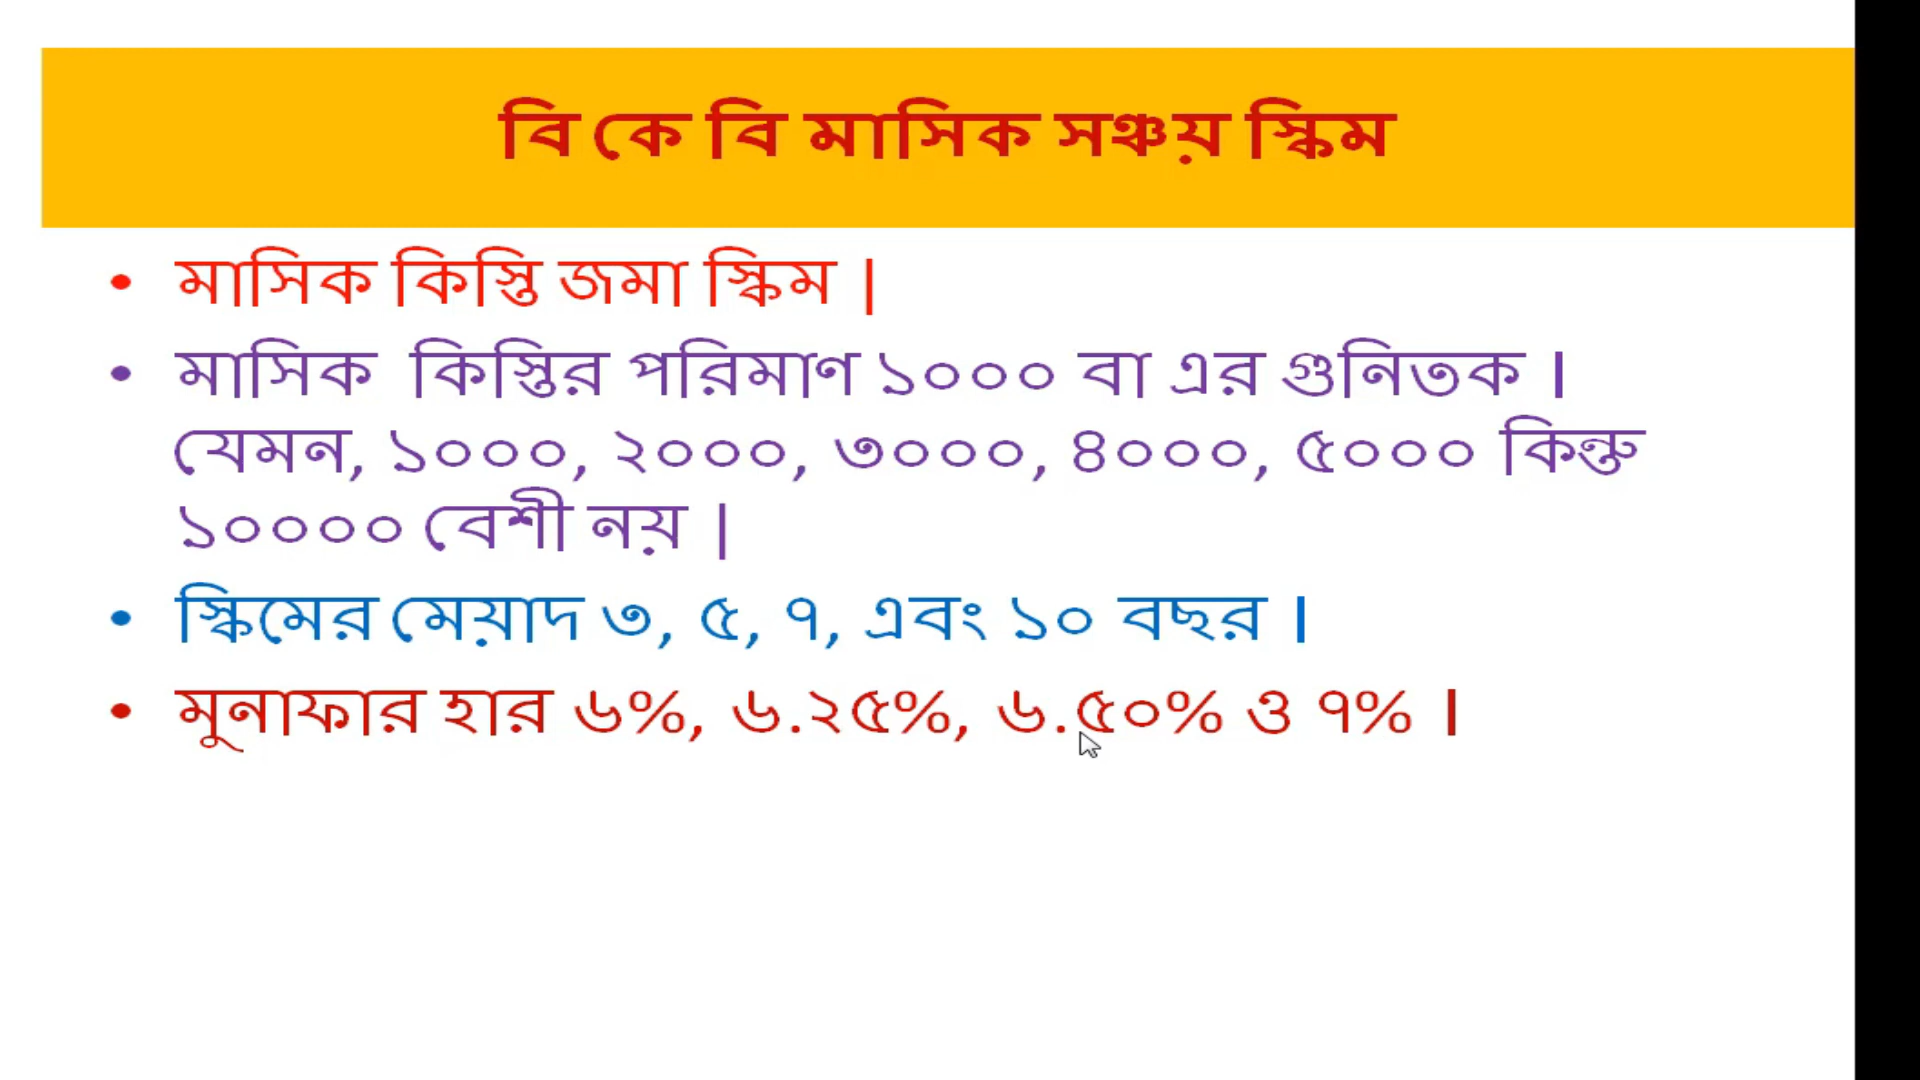 বি কে বি মাসিক সঞ্চয় স্কিম
• মাসিক কিস্তি জমা স্কিম |
• মাসিক কিস্তির পরিমাণ ১০০০ বা এর গুনিতক ।
যেমন, ১০০০, ২০০০, ৩০০০, ৪০০০, ৫০০০ কিন্তু
১০০০০ বেশী নয় |
• স্কিমের মেয়াদ ৩, ৫, ৭, এবং ১০ বছর ।
• মুনাফার হার ৬%, ৬.২৫%, ৬.৫০% ও ৭% ।